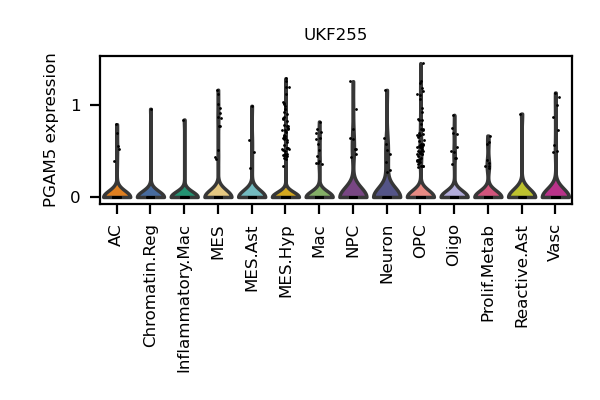 UKF255
PGAM5 expression
1
0
AC
Chromatin.Reg
Inflammatory.Mac
MES
MES.Ast
MES.Hyp
Mac
NPC
Neuron
OPC
Oligo
Prolif.Metab
Reactive.Ast
Vasc